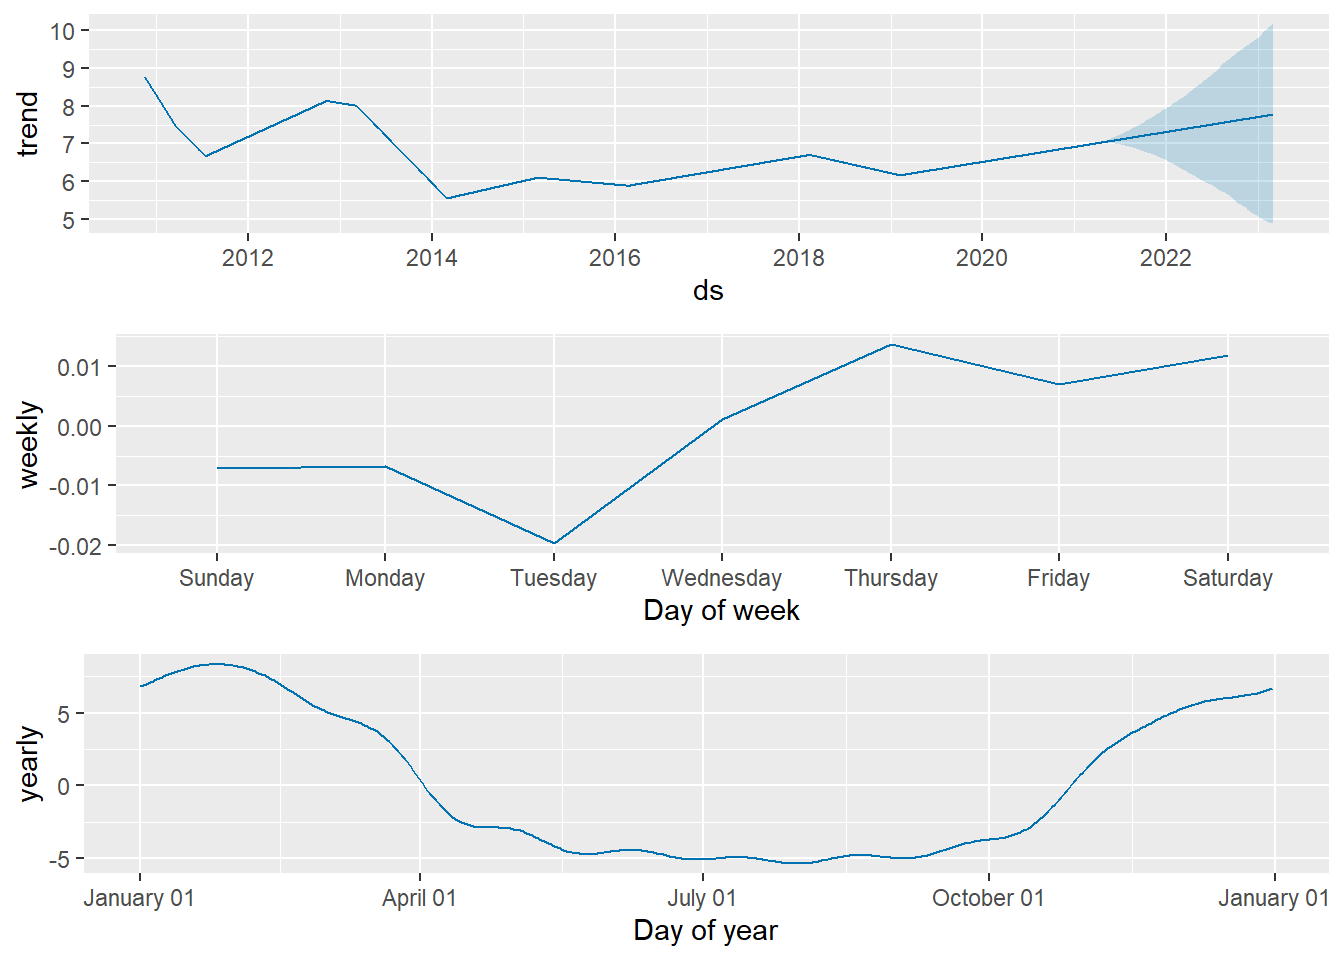 trend
10
9
8
7
6
5
2012 2014 2016 2018 2020 2022
ds
weekly
0.01
0.00
-0.01
-0.02
Sunday Monday Tuesday Wednesday Thursday Friday Saturday
Day of week
yearly
5
0
-5
January 01 April 01 July 01 October 01 January 01
Day of year